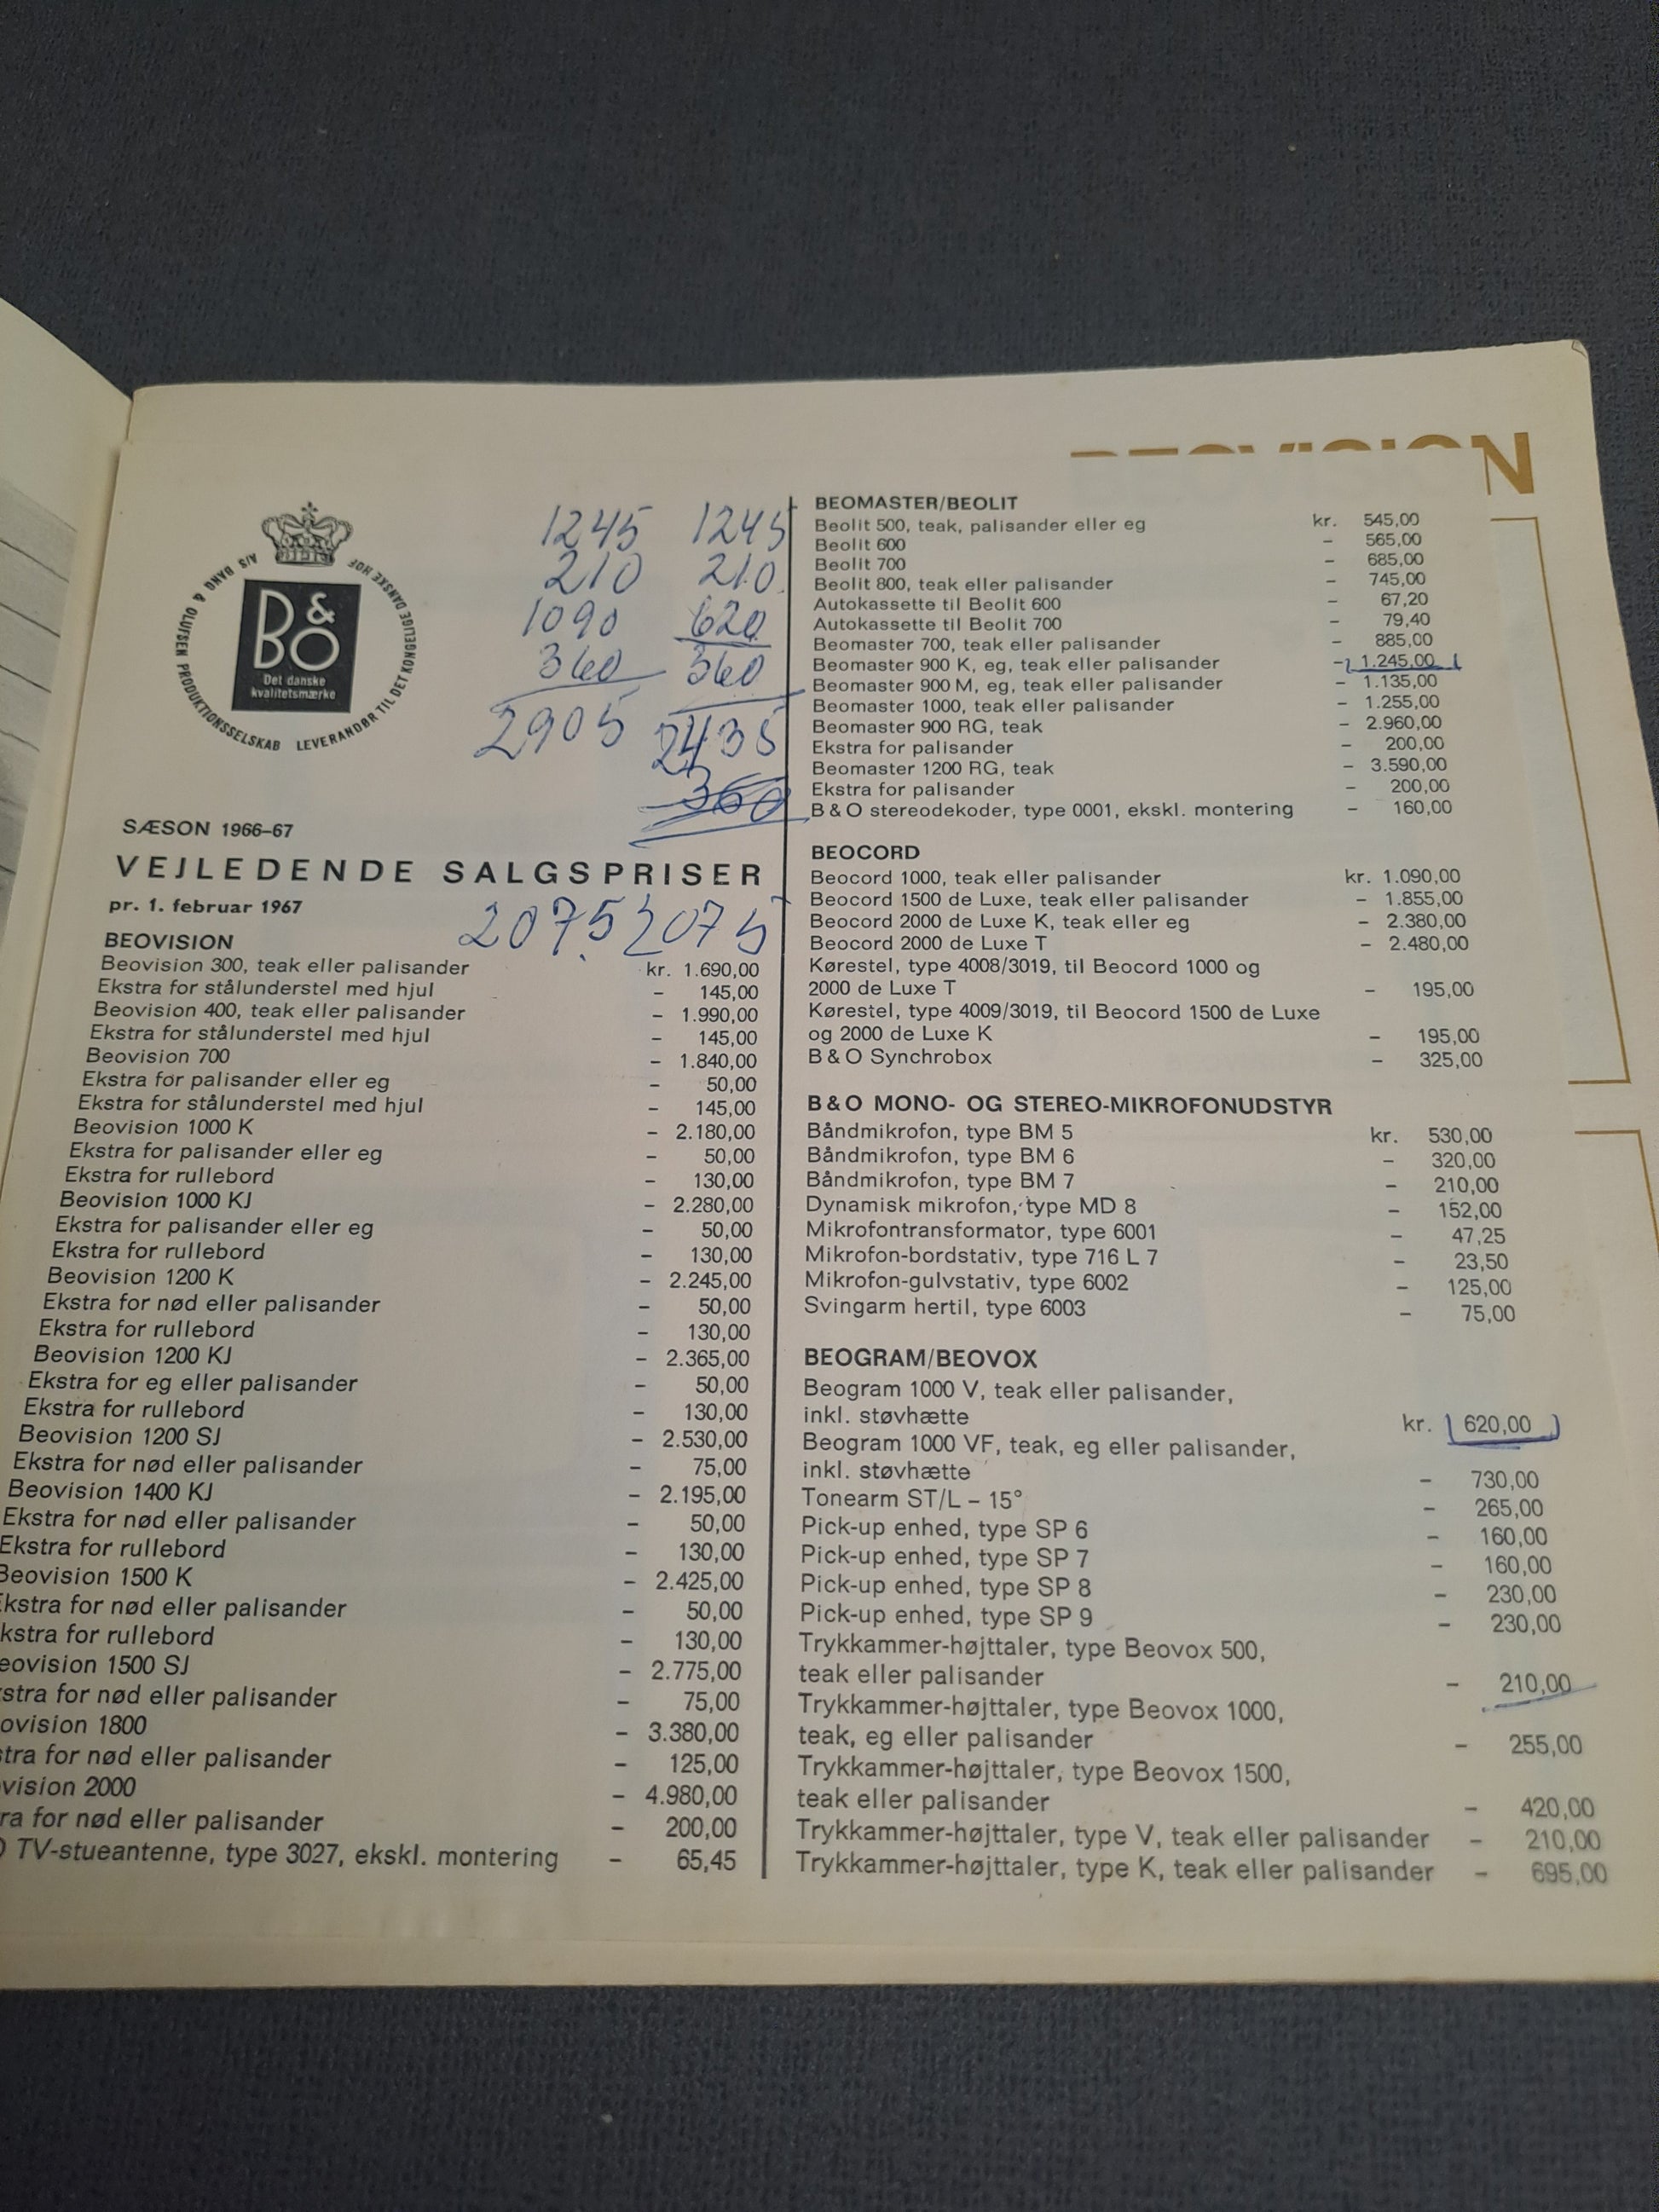 BEOVISION
A/S BANG & OLUFSEN PRODUKTIONSSELSKAB LEVERANDØR TIL DET KONGELIGE DANSKE HOF
B&O
Det danske
kvalitetsmærke
1245 1245
210 210
1090 620
360 360
2905 2435
360
SÆSON 1966–67
VEJLEDENDE SALGSPRISER
pr. 1. februar 1967
2075 2075
BEOVISION
Beovision 300, teak eller palisander kr. 1.690,00
Ekstra for stålunderstel med hjul – 145,00
Beovision 400, teak eller palisander – 1.990,00
Ekstra for stålunderstel med hjul – 145,00
Beovision 700 – 1.840,00
Ekstra for palisander eller eg – 50,00
Ekstra for stålunderstel med hjul – 145,00
Beovision 1000 K – 2.180,00
Ekstra for palisander eller eg – 50,00
Ekstra for rullebord – 130,00
Beovision 1000 KJ – 2.280,00
Ekstra for palisander eller eg – 50,00
Ekstra for rullebord – 130,00
Beovision 1200 K – 2.245,00
Ekstra for nød eller palisander – 50,00
Ekstra for rullebord – 130,00
Beovision 1200 KJ – 2.365,00
Ekstra for eg eller palisander – 50,00
Ekstra for rullebord – 130,00
Beovision 1200 SJ – 2.530,00
Ekstra for nød eller palisander – 75,00
Beovision 1400 KJ – 2.195,00
Ekstra for nød eller palisander – 50,00
Ekstra for rullebord – 130,00
Beovision 1500 K – 2.425,00
kstra for nød eller palisander – 50,00
kstra for rullebord – 130,00
eovision 1500 SJ – 2.775,00
stra for nød eller palisander – 75,00
ovision 1800 – 3.380,00
tra for nød eller palisander – 125,00
vision 2000 – 4.980,00
ra for nød eller palisander – 200,00
O TV-stueantenne, type 3027, ekskl. montering – 65,45
BEOMASTER/BEOLIT
Beolit 500, teak, palisander eller eg kr. 545,00
Beolit 600 – 565,00
Beolit 700 – 685,00
Beolit 800, teak eller palisander – 745,00
Autokassette til Beolit 600 – 67,20
Autokassette til Beolit 700 – 79,40
Beomaster 700, teak eller palisander – 885,00
Beomaster 900 K, eg, teak eller palisander – 1.245,00
Beomaster 900 M, eg, teak eller palisander – 1.135,00
Beomaster 1000, teak eller palisander – 1.255,00
Beomaster 900 RG, teak – 2.960,00
Ekstra for palisander – 200,00
Beomaster 1200 RG, teak – 3.590,00
Ekstra for palisander – 200,00
B & O stereodekoder, type 0001, ekskl. montering – 160,00
BEOCORD
Beocord 1000, teak eller palisander kr. 1.090,00
Beocord 1500 de Luxe, teak eller palisander – 1.855,00
Beocord 2000 de Luxe K, teak eller eg – 2.380,00
Beocord 2000 de Luxe T – 2.480,00
Kørestel, type 4008/3019, til Beocord 1000 og
2000 de Luxe T – 195,00
Kørestel, type 4009/3019, til Beocord 1500 de Luxe
og 2000 de Luxe K – 195,00
B & O Synchrobox – 325,00
B & O MONO- OG STEREO-MIKROFONUDSTYR
Båndmikrofon, type BM 5 kr. 530,00
Båndmikrofon, type BM 6 – 320,00
Båndmikrofon, type BM 7 – 210,00
Dynamisk mikrofon, type MD 8 – 152,00
Mikrofontransformator, type 6001 – 47,25
Mikrofon-bordstativ, type 716 L 7 – 23,50
Mikrofon-gulvstativ, type 6002 – 125,00
Svingarm hertil, type 6003 – 75,00
BEOGRAM/BEOVOX
Beogram 1000 V, teak eller palisander,
inkl. støvhætte kr. 620,00
Beogram 1000 VF, teak, eg eller palisander,
inkl. støvhætte – 730,00
Tonearm ST/L – 15° – 265,00
Pick-up enhed, type SP 6 – 160,00
Pick-up enhed, type SP 7 – 160,00
Pick-up enhed, type SP 8 – 230,00
Pick-up enhed, type SP 9 – 230,00
Trykkammer-højttaler, type Beovox 500,
teak eller palisander – 210,00
Trykkammer-højttaler, type Beovox 1000,
teak, eg eller palisander – 255,00
Trykkammer-højttaler, type Beovox 1500,
teak eller palisander – 420,00
Trykkammer-højttaler, type V, teak eller palisander – 210,00
Trykkammer-højttaler, type K, teak eller palisander – 695,00